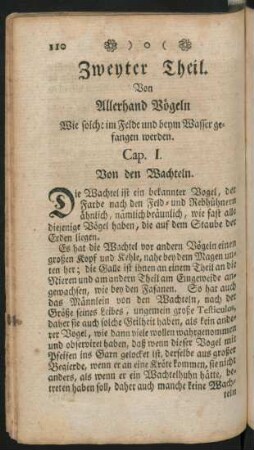 110 ❀ ) o ( ❀
Zweyter Theil.
Von
Allerhand Vögeln
Wie solche im Felde und beym Wasser ge-
fangen werden.
Cap. I.
Von den Wachteln.
Die Wachtel ist ein bekannter Vogel, der
Farbe nach den Feld- und Rebhühnern
ähnlich, nämlich bräunlich, wie fast alle
diejenige Vögel haben, die auf dem Staube der
Erden liegen.
Es hat die Wachtel vor andern Vögeln einen
großen Kopf und Kehle, nahe bey dem Magen un-
ten her; die Galle ist ihnen an einem Theil an die
Nieren und am andern Theil am Eingeweide an-
gewachsen, wie bey den Fasanen. So hat auch
das Männlein von den Wachteln, nach der
Größe seines Leibes, ungemein große Testiculos,
daher sie auch solche Geilheit haben, als kein ande-
rer Vogel, wie dann viele wollen wahrgenommen
und observiret haben, daß wenn dieser Vogel mit
Pfeifen ins Garn gelocket ist, derselbe aus großer
Begierde, wenn er an eine Kröte kommen, sie nicht
anders, als wenn er ein Wachtelhuhn hätte, be-
treten haben soll, daher auch manche keine Wach-
teln